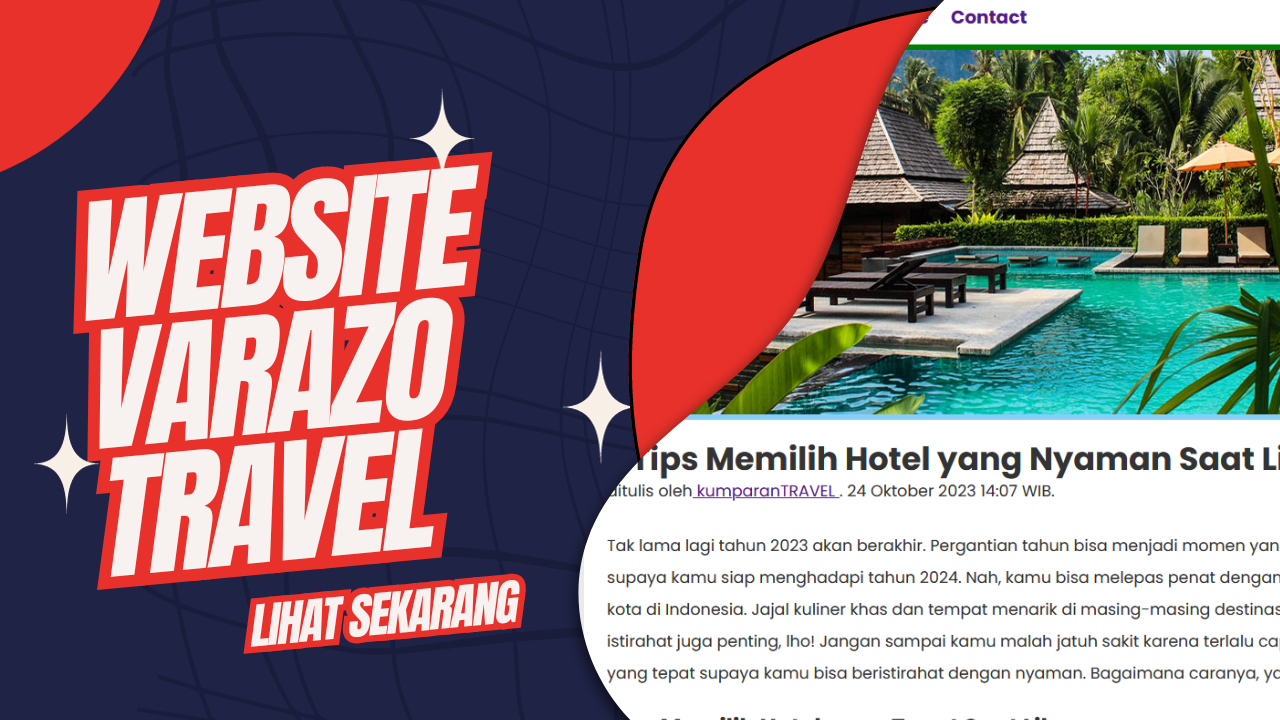 WEBSITE
VARAZO
TRAVEL
LIHAT SEKARANG
Contact
Tips Memilih Hotel yang Nyaman Saat Li
ditulis oleh kumparanTRAVEL . 24 Oktober 2023 14:07 WIB.
Tak lama lagi tahun 2023 akan berakhir. Pergantian tahun bisa menjadi momen yan
supaya kamu siap menghadapi tahun 2024. Nah, kamu bisa melepas penat dengan
kota di Indonesia. Jajal kuliner khas dan tempat menarik di masing-masing destinas
istirahat juga penting, lho! Jangan sampai kamu malah jatuh sakit karena terlalu ca
yang tepat supaya kamu bisa beristirahat dengan nyaman. Bagaimana caranya, ya